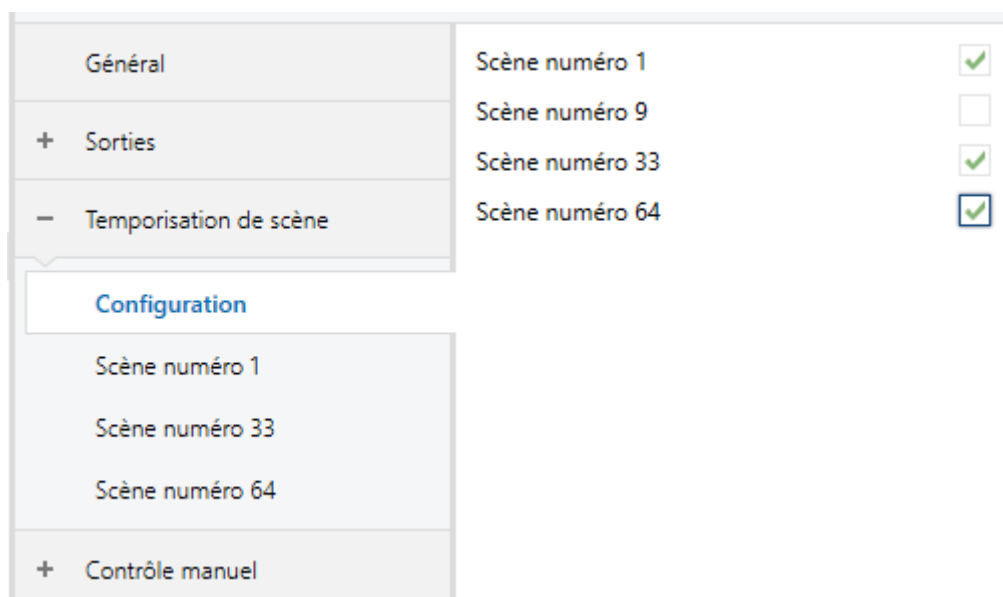 Général
+ Sorties
− Temporisation de scène
Configuration
Scène numéro 1
Scène numéro 33
Scène numéro 64
+ Contrôle manuel
Scène numéro 1
Scène numéro 9
Scène numéro 33
Scène numéro 64